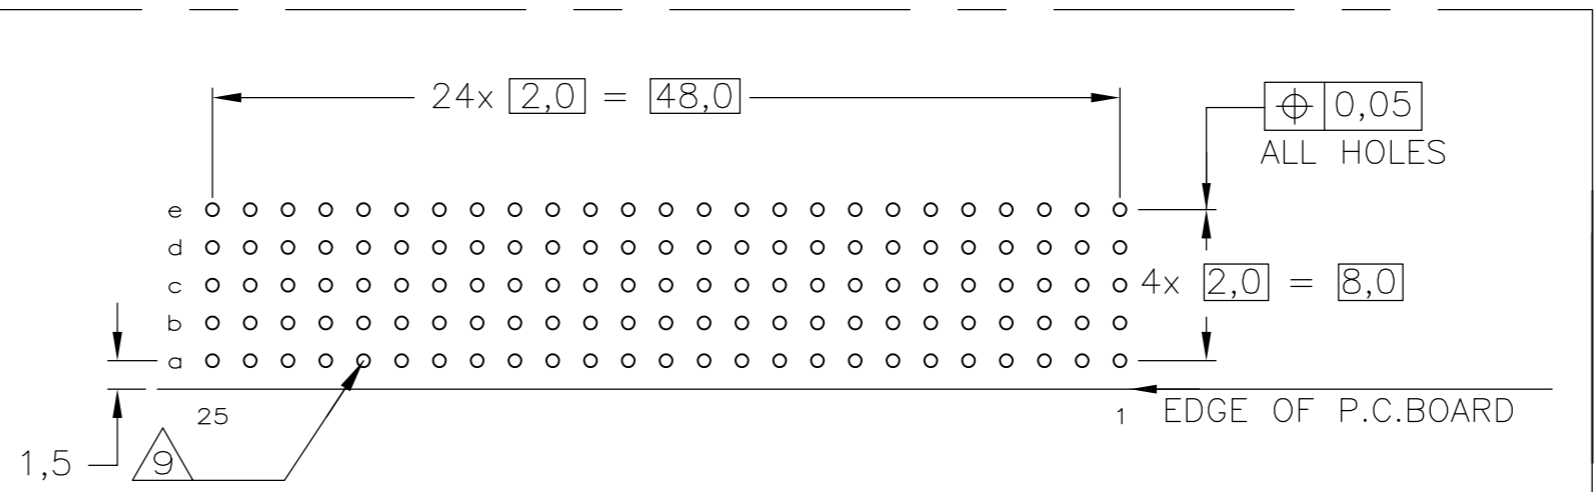 24x 2,0 = 48,0
⌖ 0,05
ALL HOLES
e
d
c
4x 2,0 = 8,0
b
a
25
1
EDGE OF P.C.BOARD
1,5
9